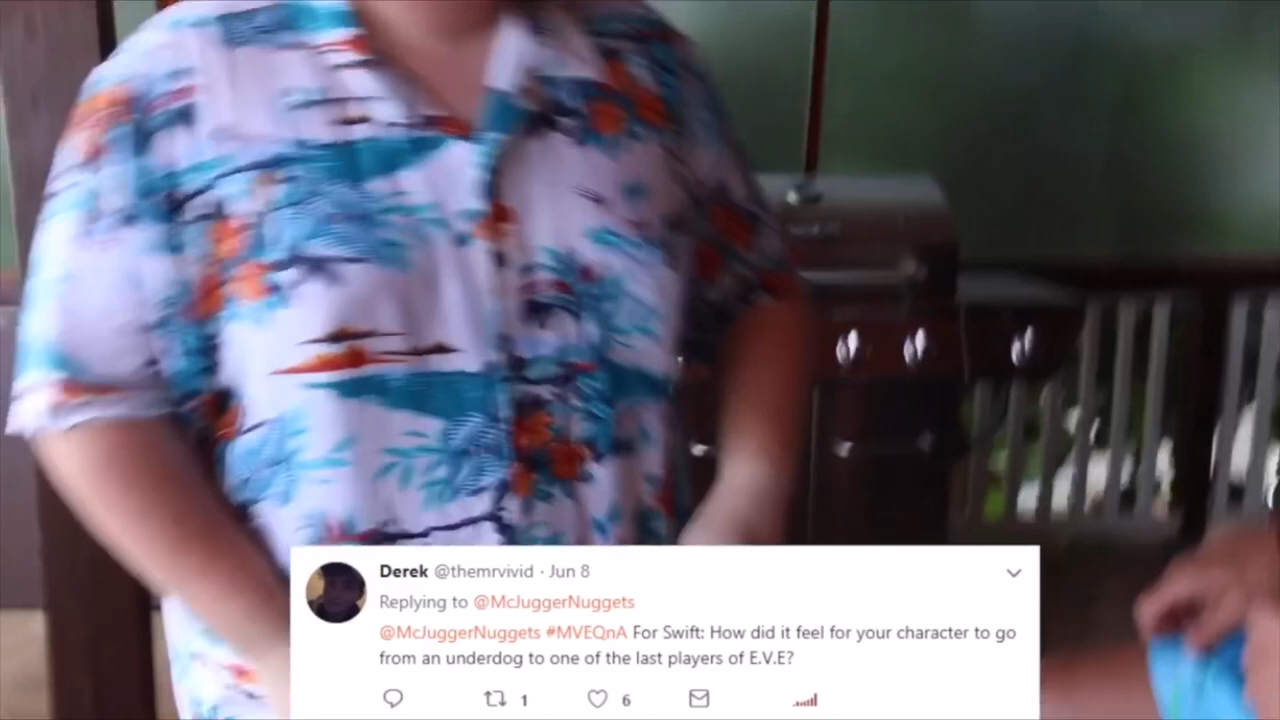 Derek @themrvivid · Jun 8
Replying to @McJuggerNuggets
@McJuggerNuggets #MVEQnA For Swift: How did it feel for your character to go
from an underdog to one of the last players of E.V.E?
1 6